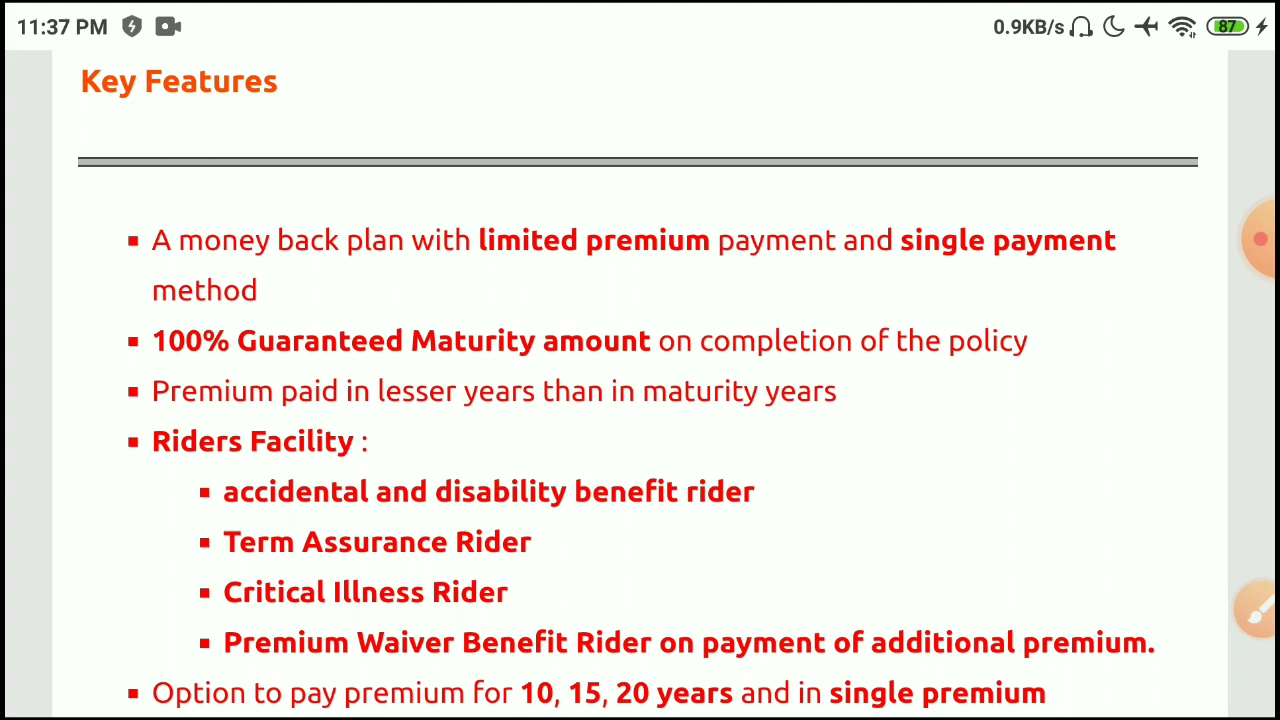 11:37 PM 0.9KB/s 87
Key Features
A money back plan with limited premium payment and single payment
method
100% Guaranteed Maturity amount on completion of the policy
Premium paid in lesser years than in maturity years
Riders Facility :
accidental and disability benefit rider
Term Assurance Rider
Critical Illness Rider
Premium Waiver Benefit Rider on payment of additional premium.
Option to pay premium for 10, 15, 20 years and in single premium